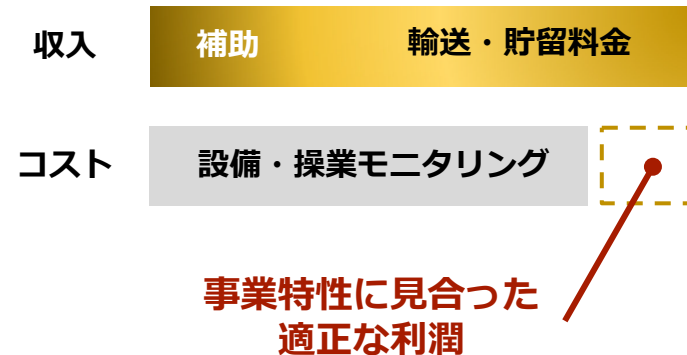 収入
補助
輸送・貯留料金
コスト
設備・操業モニタリング
事業特性に見合った
適正な利潤